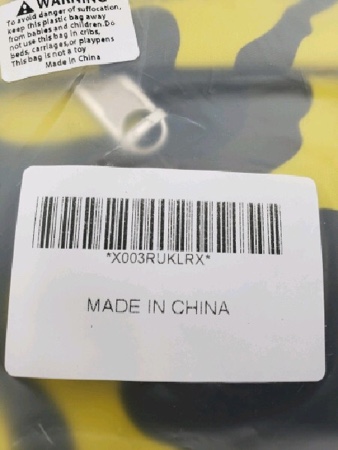 WARNING
To avoid danger of suffocation,
keep this plastic bag away
from babies and children. Do
not use this bag in cribs,
beds, carriages, or playpens
This bag is not a toy
Made in China
*X003RUKLRX*
MADE IN CHINA